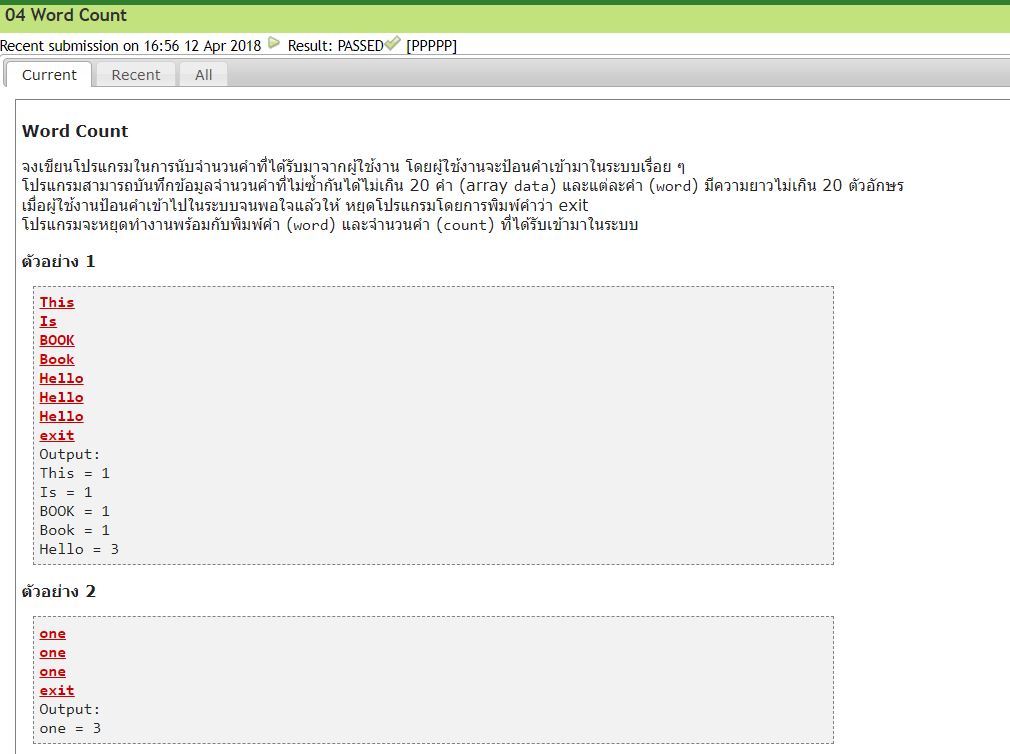 04 Word Count
Recent submission on 16:56 12 Apr 2018 Result: PASSED [PPPPP]
Current Recent All
Word Count
จงเขียนโปรแกรมในการนับจำนวนคำที่ได้รับมาจากผู้ใช้งาน โดยผู้ใช้งานจะป้อนคำเข้ามาในระบบเรื่อย ๆ
โปรแกรมสามารถบันทึกข้อมูลจำนวนคำที่ไม่ซ้ำกันได้ไม่เกิน 20 คำ (array data) และแต่ละคำ (word) มีความยาวไม่เกิน 20 ตัวอักษร
เมื่อผู้ใช้งานป้อนคำเข้าไปในระบบจนพอใจแล้วให้ หยุดโปรแกรมโดยการพิมพ์คำว่า exit
โปรแกรมจะหยุดทำงานพร้อมกับพิมพ์คำ (word) และจำนวนคำ (count) ที่ได้รับเข้ามาในระบบ
ตัวอย่าง 1
This
Is
BOOK
Book
Hello
Hello
Hello
exit
Output:
This = 1
Is = 1
BOOK = 1
Book = 1
Hello = 3
ตัวอย่าง 2
one
one
one
exit
Output:
one = 3